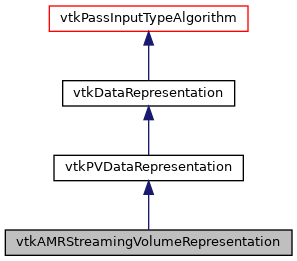 vtkPassInputTypeAlgorithm
vtkDataRepresentation
vtkPVDataRepresentation
vtkAMRStreamingVolumeRepresentation